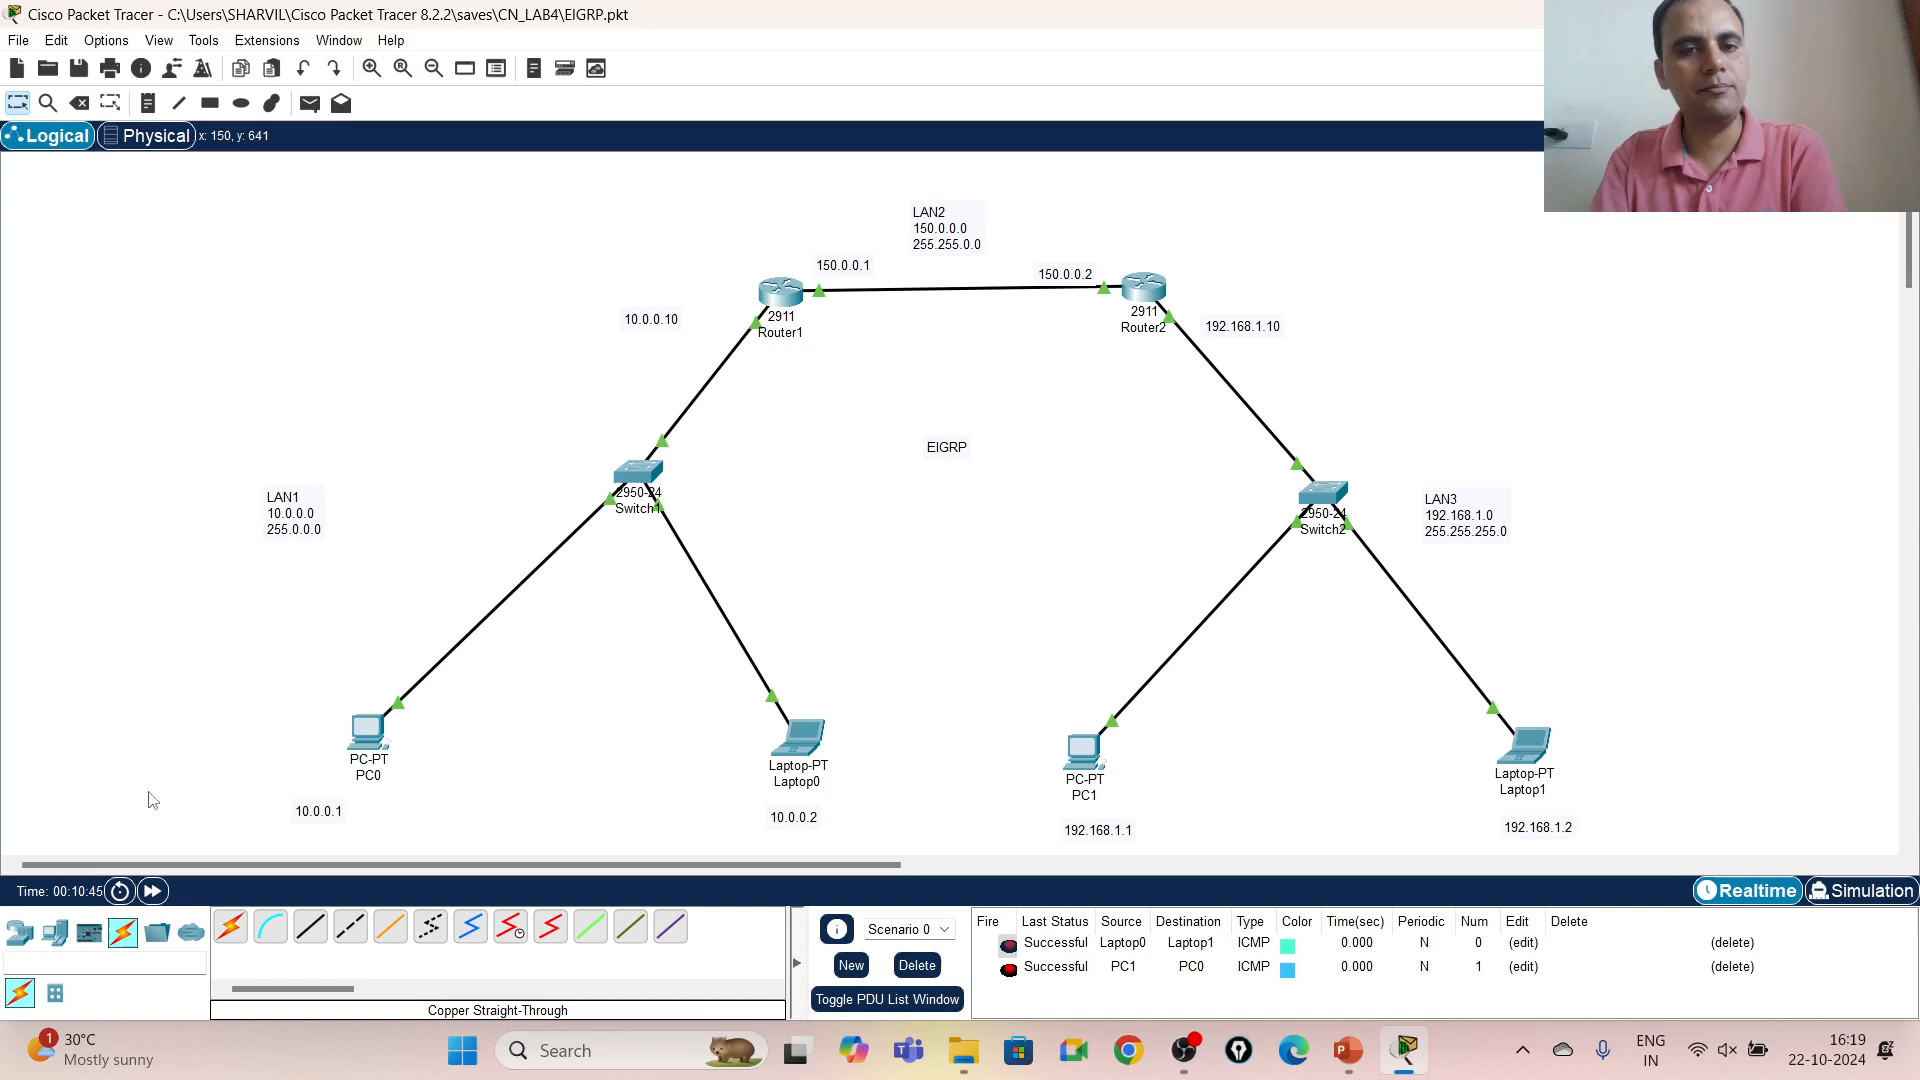 Cisco Packet Tracer - C:\Users\SHARVIL\Cisco Packet Tracer 8.2.2\saves\CN_LAB4\EIGRP.pkt
File Edit Options View Tools Extensions Window Help
Logical Physical x: 150, y: 641
LAN2
150.0.0.0
255.255.0.0
150.0.0.1
150.0.0.2
10.0.0.10
2911
Router1
2911
Router2
192.168.1.10
EIGRP
LAN1
10.0.0.0
255.0.0.0
2950-24
Switch1
2950-24
Switch2
LAN3
192.168.1.0
255.255.255.0
PC-PT
PC0
10.0.0.1
Laptop-PT
Laptop0
10.0.0.2
PC-PT
PC1
192.168.1.1
Laptop-PT
Laptop1
192.168.1.2
Time: 00:10:45
Realtime Simulation
Copper Straight-Through
Scenario 0
New Delete
Toggle PDU List Window
Fire Last Status Source Destination Type Color Time(sec) Periodic Num Edit Delete
Successful Laptop0 Laptop1 ICMP 0.000 N 0 (edit) (delete)
Successful PC1 PC0 ICMP 0.000 N 1 (edit) (delete)
1
30°C
Mostly sunny
Search
ENG
IN
16:19
22-10-2024